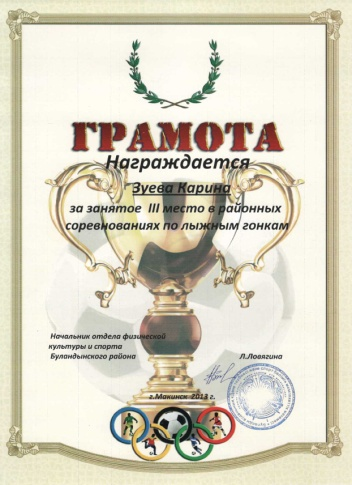 ГРАМОТА
Награждается
Зуева Карина
за занятое III место в районных
соревнованиях по лыжным гонкам
Начальник отдела физической
культуры и спорта
Буландынского района Л.Ловягина
г.Макинск 2013 г.